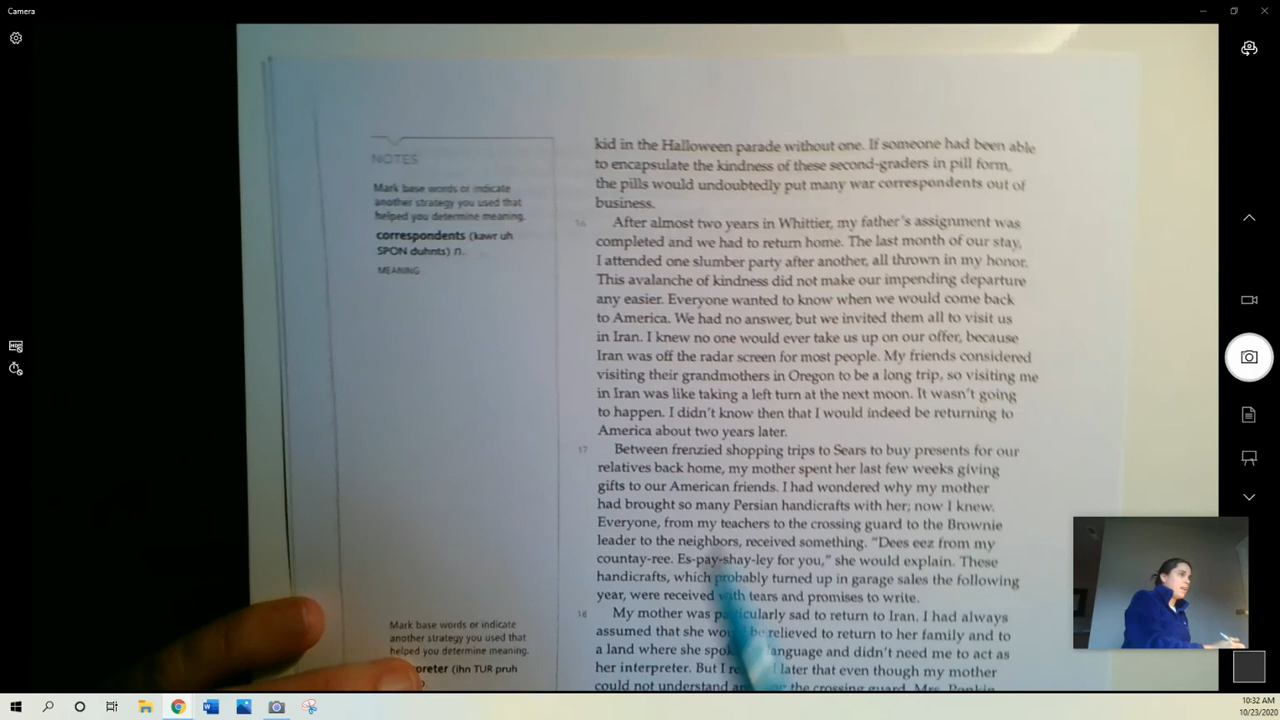 Camera
NOTES
Mark base words or indicate
another strategy you used that
helped you determine meaning.
correspondents (kawr uh
SPON duhnts) n.
MEANING
kid in the Halloween parade without one. If someone had been able
to encapsulate the kindness of these second-graders in pill form,
the pills would undoubtedly put many war correspondents out of
business.
16 After almost two years in Whittier, my father's assignment was
completed and we had to return home. The last month of our stay,
I attended one slumber party after another, all thrown in my honor.
This avalanche of kindness did not make our impending departure
any easier. Everyone wanted to know when we would come back
to America. We had no answer, but we invited them all to visit us
in Iran. I knew no one would ever take us up on our offer, because
Iran was off the radar screen for most people. My friends considered
visiting their grandmothers in Oregon to be a long trip, so visiting me
in Iran was like taking a left turn at the next moon. It wasn't going
to happen. I didn't know then that I would indeed be returning to
America about two years later.
17 Between frenzied shopping trips to Sears to buy presents for our
relatives back home, my mother spent her last few weeks giving
gifts to our American friends. I had wondered why my mother
had brought so many Persian handicrafts with her; now I knew.
Everyone, from my teachers to the crossing guard to the Brownie
leader to the neighbors, received something. "Dees eez from my
countay-ree. Es-pay-shay-ley for you," she would explain. These
handicrafts, which probably turned up in garage sales the following
year, were received with tears and promises to write.
18 My mother was particularly sad to return to Iran. I had always
assumed that she would be relieved to return to her family and to
a land where she spoke language and didn't need me to act as
her interpreter. But I later that even though my mother
could not understand the crossing guard, Mrs. Popkin
Mark base words or indicate
another strategy you used that
helped you determine meaning.
preter (ihn TUR pruh
10:32 AM
10/23/2020